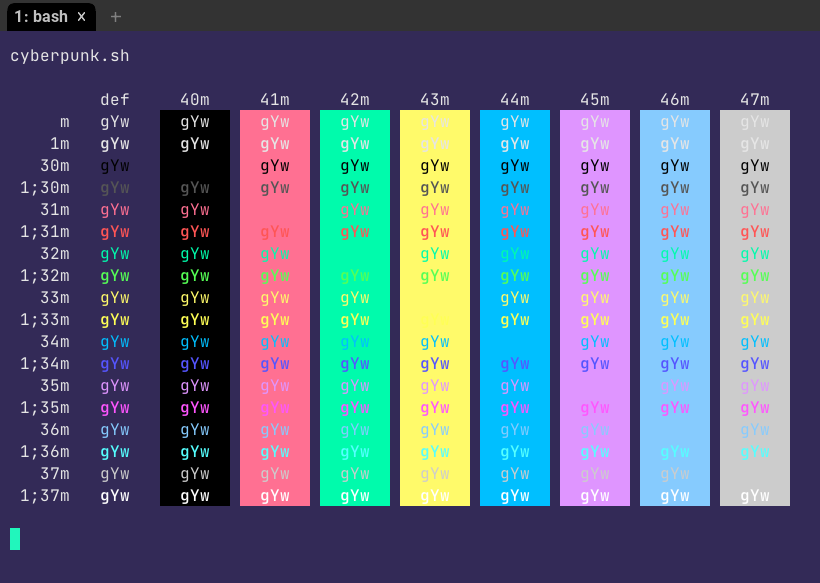 1: bash × +
cyberpunk.sh
def 40m 41m 42m 43m 44m 45m 46m 47m
m gYw gYw gYw gYw gYw gYw gYw gYw gYw
1m gYw gYw gYw gYw gYw gYw gYw gYw gYw
30m gYw gYw gYw gYw gYw gYw gYw gYw
1;30m gYw gYw gYw gYw gYw gYw gYw gYw gYw
31m gYw gYw gYw gYw gYw gYw gYw gYw
1;31m gYw gYw gYw gYw gYw gYw gYw gYw gYw
32m gYw gYw gYw gYw gYw gYw gYw gYw
1;32m gYw gYw gYw gYw gYw gYw gYw gYw gYw
33m gYw gYw gYw gYw gYw gYw gYw gYw
1;33m gYw gYw gYw gYw gYw gYw gYw gYw
34m gYw gYw gYw gYw gYw gYw gYw gYw
1;34m gYw gYw gYw gYw gYw gYw gYw gYw gYw
35m gYw gYw gYw gYw gYw gYw gYw gYw
1;35m gYw gYw gYw gYw gYw gYw gYw gYw gYw
36m gYw gYw gYw gYw gYw gYw gYw gYw
1;36m gYw gYw gYw gYw gYw gYw gYw gYw gYw
37m gYw gYw gYw gYw gYw gYw gYw gYw
1;37m gYw gYw gYw gYw gYw gYw gYw gYw gYw